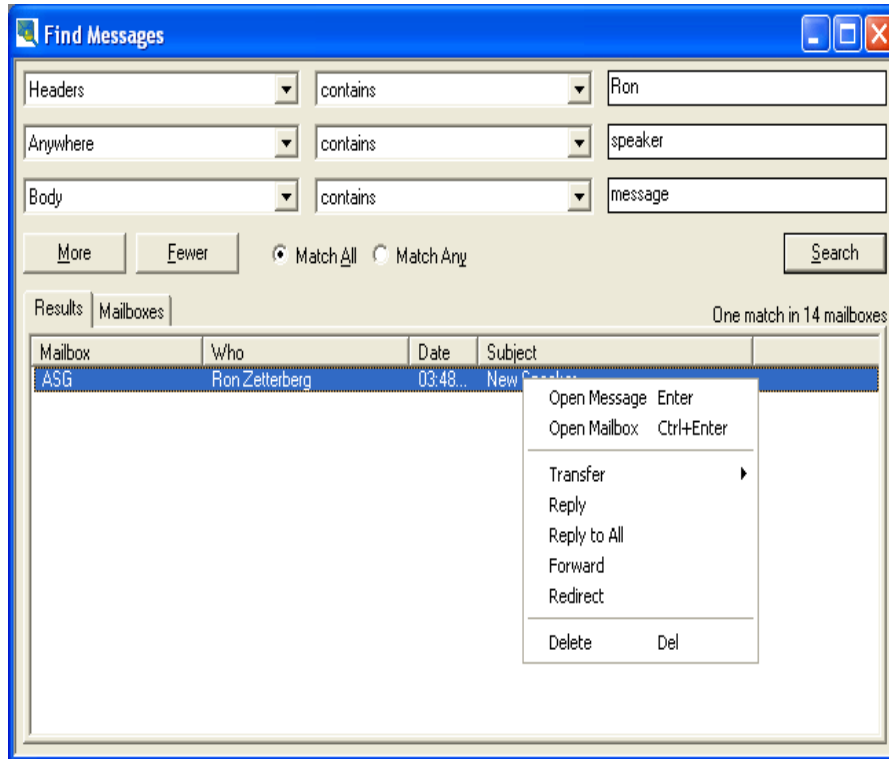 Find Messages
Headers contains Ron
Anywhere contains speaker
Body contains message
More Fewer Match All Match Any Search
Results Mailboxes One match in 14 mailboxes
Mailbox Who Date Subject
ASG Ron Zetterberg 03:48... New Speaker
Open Message Enter
Open Mailbox Ctrl+Enter
Transfer
Reply
Reply to All
Forward
Redirect
Delete Del